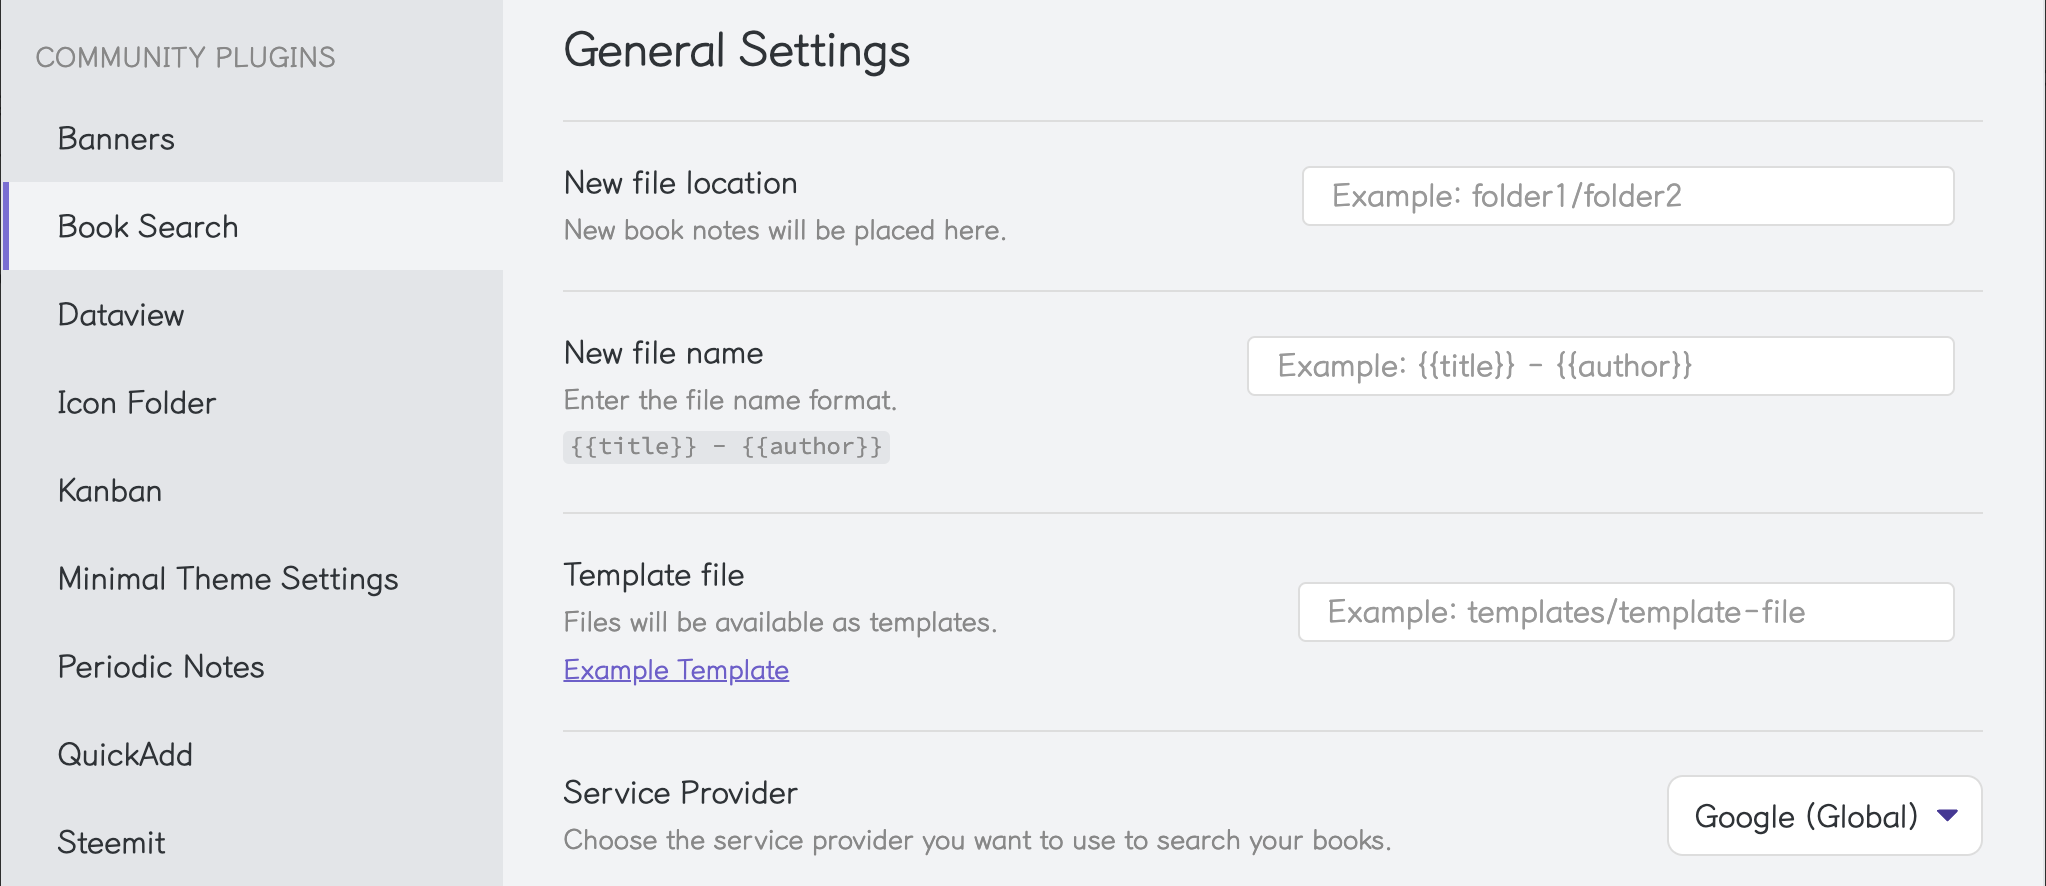 COMMUNITY PLUGINS
Banners
Book Search
Dataview
Icon Folder
Kanban
Minimal Theme Settings
Periodic Notes
QuickAdd
Steemit
General Settings
New file location
New book notes will be placed here.
Example: folder1/folder2
New file name
Enter the file name format.
{{title}} - {{author}}
Example: {{title}} - {{author}}
Template file
Files will be available as templates.
Example Template
Example: templates/template-file
Service Provider
Choose the service provider you want to use to search your books.
Google (Global)